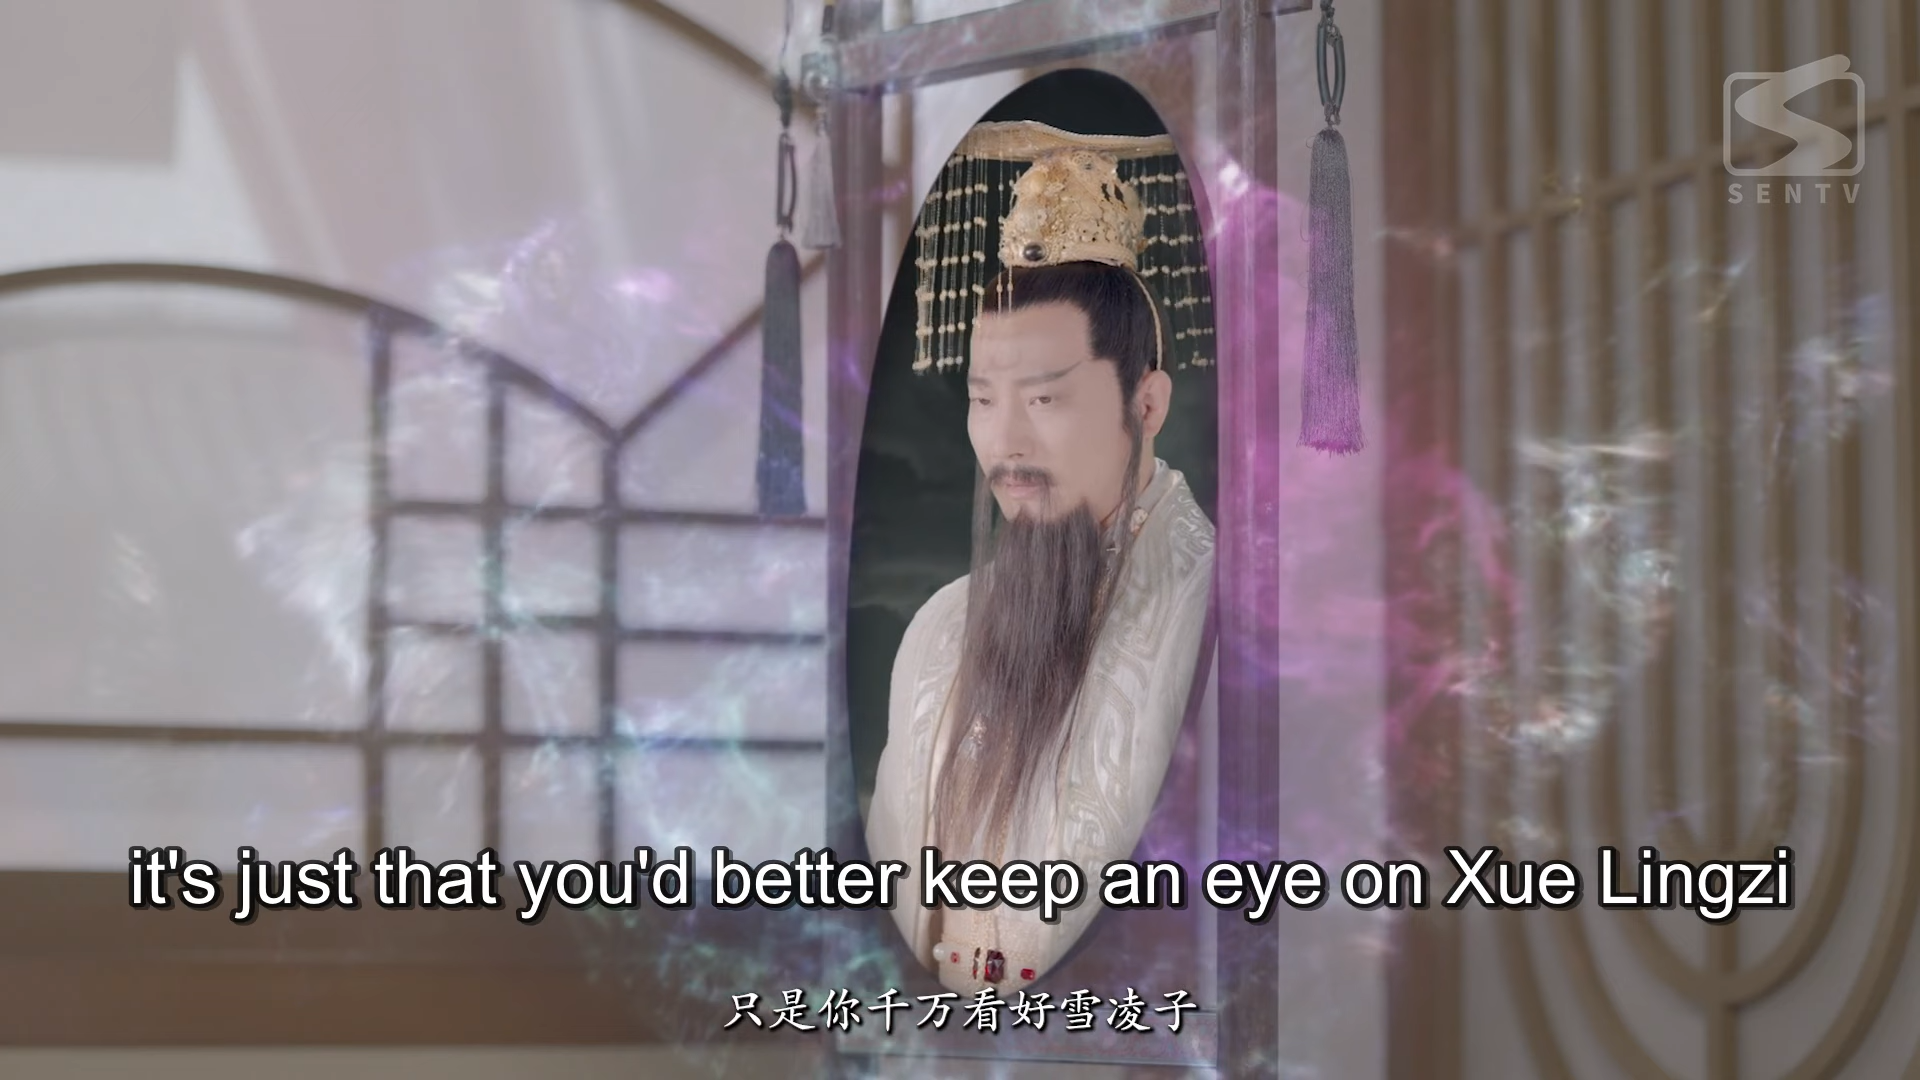 SENTV
it's just that you'd better keep an eye on Xue Lingzi
只是你千万看好雪凌子